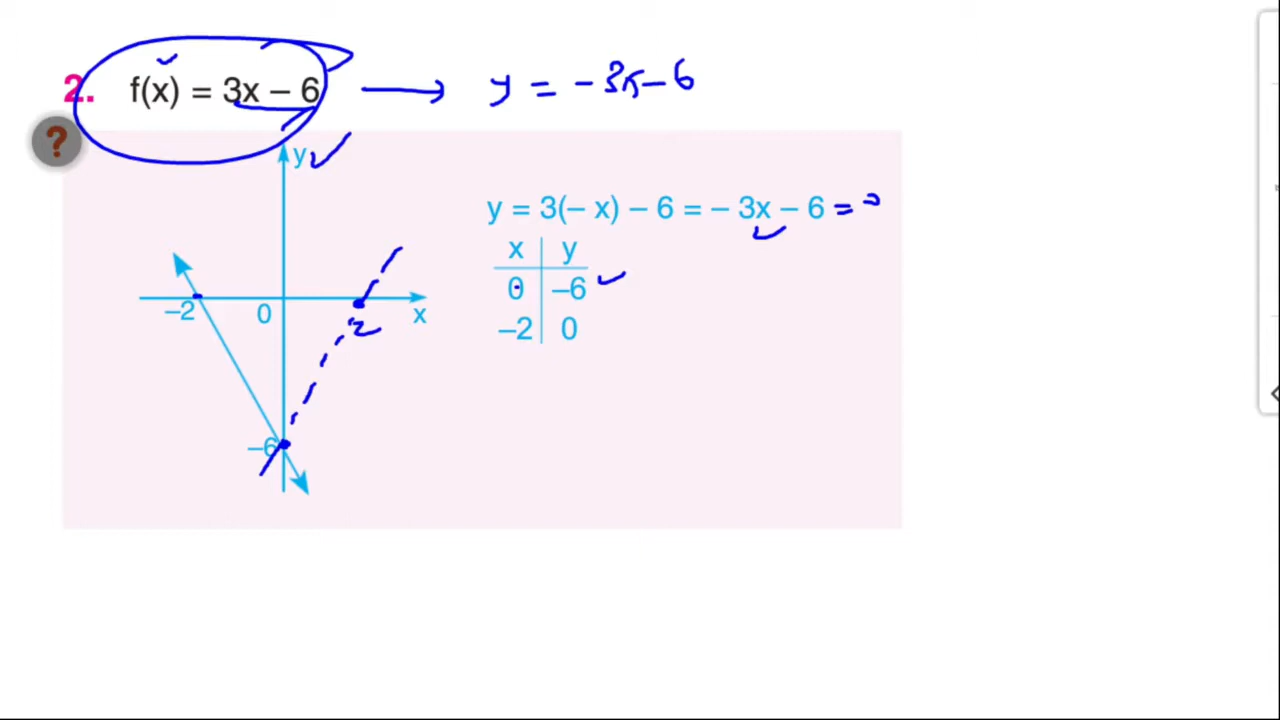 2. f(x) = 3x – 6 → y = -3x-6
?
y
y = 3(– x) – 6 = – 3x – 6 =
x y
0 –6
–2 0
–2 0 2 x
–6